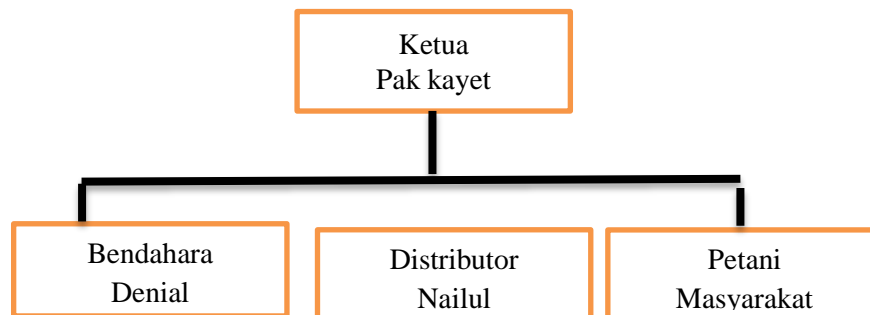 Ketua
Pak kayet
Bendahara
Denial
Distributor
Nailul
Petani
Masyarakat